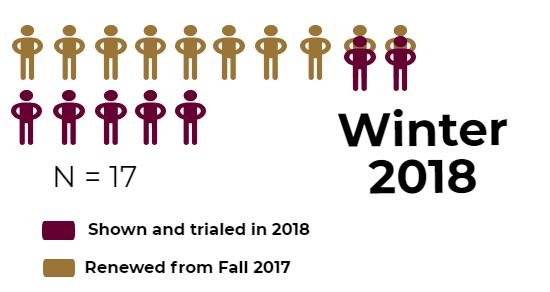 Winter
2018
N = 17
Shown and trialed in 2018
Renewed from Fall 2017